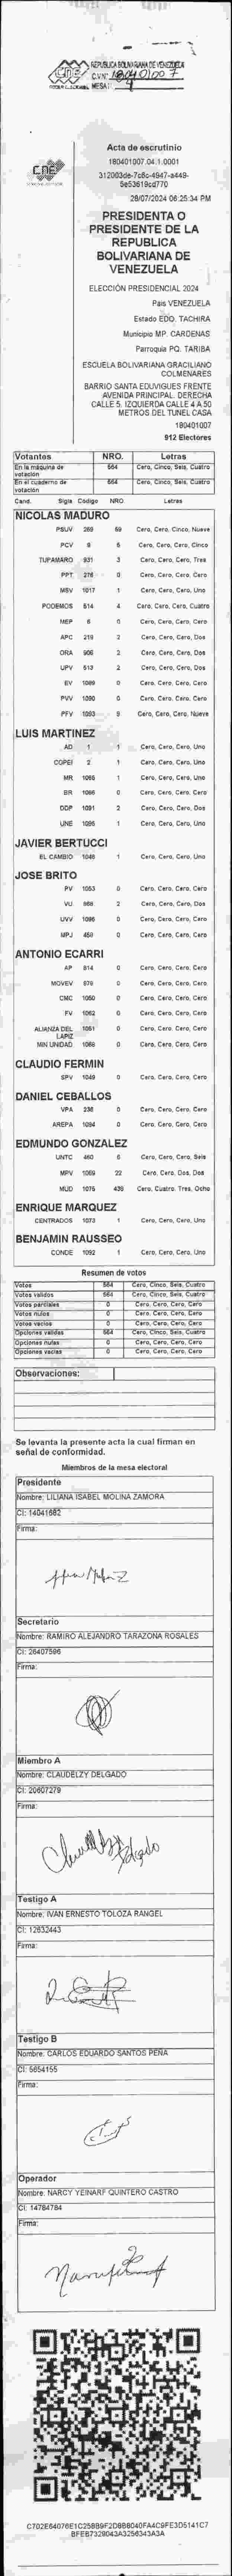 CNE
PODER ELECTORAL
REPUBLICA BOLIVARIANA DE VENEZUELA
C.V.Nº 180401007
MESA: 1
CNE
Acta de escrutinio
180401007.04.1.0001
28/07/2024 06:25:34 PM
PRESIDENTA O
PRESIDENTE DE LA
REPUBLICA
BOLIVARIANA DE
VENEZUELA
ELECCIÓN PRESIDENCIAL 2024
País VENEZUELA
Estado EDO. TACHIRA
Municipio MP. CARDENAS
Parroquia PQ. TARIBA
ESCUELA BOLIVARIANA GRACILIANO
COLMENARES
BARRIO SANTA EDUVIGUES FRENTE
AVENIDA PRINCIPAL. DERECHA
CALLE 5. IZQUIERDA CALLE 4 A 50
METROS DEL TUNEL CASA
180401007
912 Electores
Votantes NRO. Letras
En la máquina de votación 564 Cero, Cinco, Seis, Cuatro
En el cuaderno de votación 564 Cero, Cinco, Seis, Cuatro
Cand. Sigla Código NRO. Letras
NICOLAS MADURO
PSUV 269 59 Cero, Cero, Cinco, Nueve
PCV 9 5 Cero, Cero, Cero, Cinco
TUPAMARO 931 3 Cero, Cero, Cero, Tres
PPT 276 0 Cero, Cero, Cero, Cero
MSV 1017 1 Cero, Cero, Cero, Uno
PODEMOS 514 4 Cero, Cero, Cero, Cuatro
MEP 6 0 Cero, Cero, Cero, Cero
APC 219 2 Cero, Cero, Cero, Dos
ORA 906 2 Cero, Cero, Cero, Dos
UPV 513 2 Cero, Cero, Cero, Dos
EV 1089 0 Cero, Cero, Cero, Cero
PVV 1090 0 Cero, Cero, Cero, Cero
PFV 1093 9 Cero, Cero, Cero, Nueve
LUIS MARTINEZ
AD 1 1 Cero, Cero, Cero, Uno
COPEI 2 1 Cero, Cero, Cero, Uno
MR 1065 1 Cero, Cero, Cero, Uno
BR 1066 0 Cero, Cero, Cero, Cero
DDP 1091 2 Cero, Cero, Cero, Dos
UNE 1095 1 Cero, Cero, Cero, Uno
JAVIER BERTUCCI
EL CAMBIO 1048 1 Cero, Cero, Cero, Uno
JOSE BRITO
PV 1053 0 Cero, Cero, Cero, Cero
VU 868 2 Cero, Cero, Cero, Dos
UVV 1096 0 Cero, Cero, Cero, Cero
MPJ 458 0 Cero, Cero, Cero, Cero
ANTONIO ECARRI
AP 814 0 Cero, Cero, Cero, Cero
MOVEV 979 0 Cero, Cero, Cero, Cero
CMC 1050 0 Cero, Cero, Cero, Cero
FV 1062 0 Cero, Cero, Cero, Cero
ALIANZA DEL LAPIZ 1051 0 Cero, Cero, Cero, Cero
MIN UNIDAD 1068 0 Cero, Cero, Cero, Cero
CLAUDIO FERMIN
SPV 1049 0 Cero, Cero, Cero, Cero
DANIEL CEBALLOS
VPA 238 0 Cero, Cero, Cero, Cero
AREPA 1094 0 Cero, Cero, Cero, Cero
EDMUNDO GONZALEZ
UNTC 460 6 Cero, Cero, Cero, Seis
MPV 1069 22 Cero, Cero, Dos, Dos
MUD 1075 438 Cero, Cuatro, Tres, Ocho
ENRIQUE MARQUEZ
CENTRADOS 1073 1 Cero, Cero, Cero, Uno
BENJAMIN RAUSSEO
CONDE 1092 1 Cero, Cero, Cero, Uno
Resumen de votos
Votos 564 Cero, Cinco, Seis, Cuatro
Votos válidos 564 Cero, Cinco, Seis, Cuatro
Votos parciales 0 Cero, Cero, Cero, Cero
Votos nulos 0 Cero, Cero, Cero, Cero
Votos vacíos 0 Cero, Cero, Cero, Cero
Opciones válidas 564 Cero, Cinco, Seis, Cuatro
Opciones nulas 0 Cero, Cero, Cero, Cero
Opciones vacías 0 Cero, Cero, Cero, Cero
Observaciones:
Se levanta la presente acta la cual firman en
señal de conformidad.
Miembros de la mesa electoral
Presidente
Nombre: LILIANA ISABEL MOLINA ZAMORA
CI: 14041682
Firma:
Secretario
Nombre: RAMIRO ALEJANDRO TARAZONA ROSALES
CI: 26407596
Firma:
Miembro A
Nombre: CLAUDELZY DELGADO
CI: 20607279
Firma:
Testigo A
Nombre: IVAN ERNESTO TOLOZA RANGEL
CI: 12632443
Firma:
Testigo B
Nombre: CARLOS EDUARDO SANTOS PEÑA
CI: 5654155
Firma:
Operador
Nombre: NARCY YEINARF QUINTERO CASTRO
CI: 14784784
Firma: